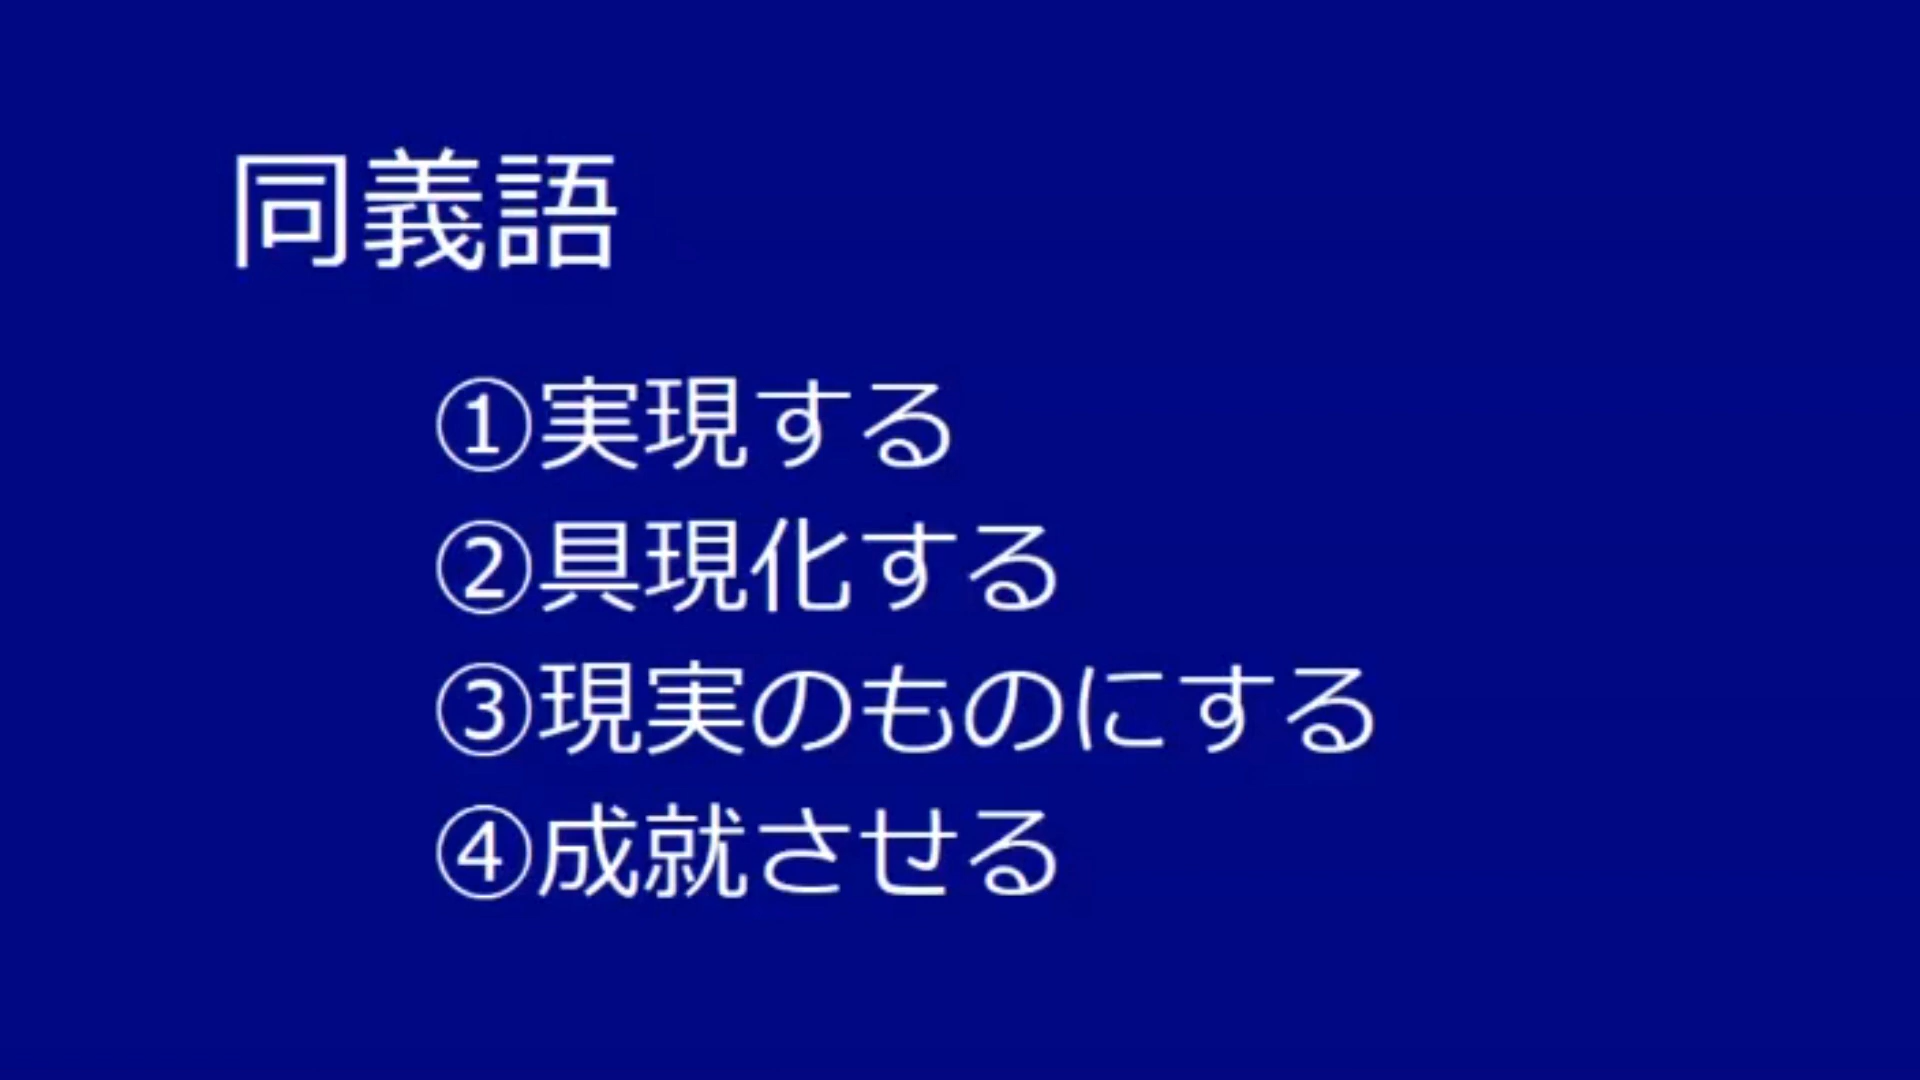 同義語
①実現する
②具現化する
③現実のものにする
④成就させる